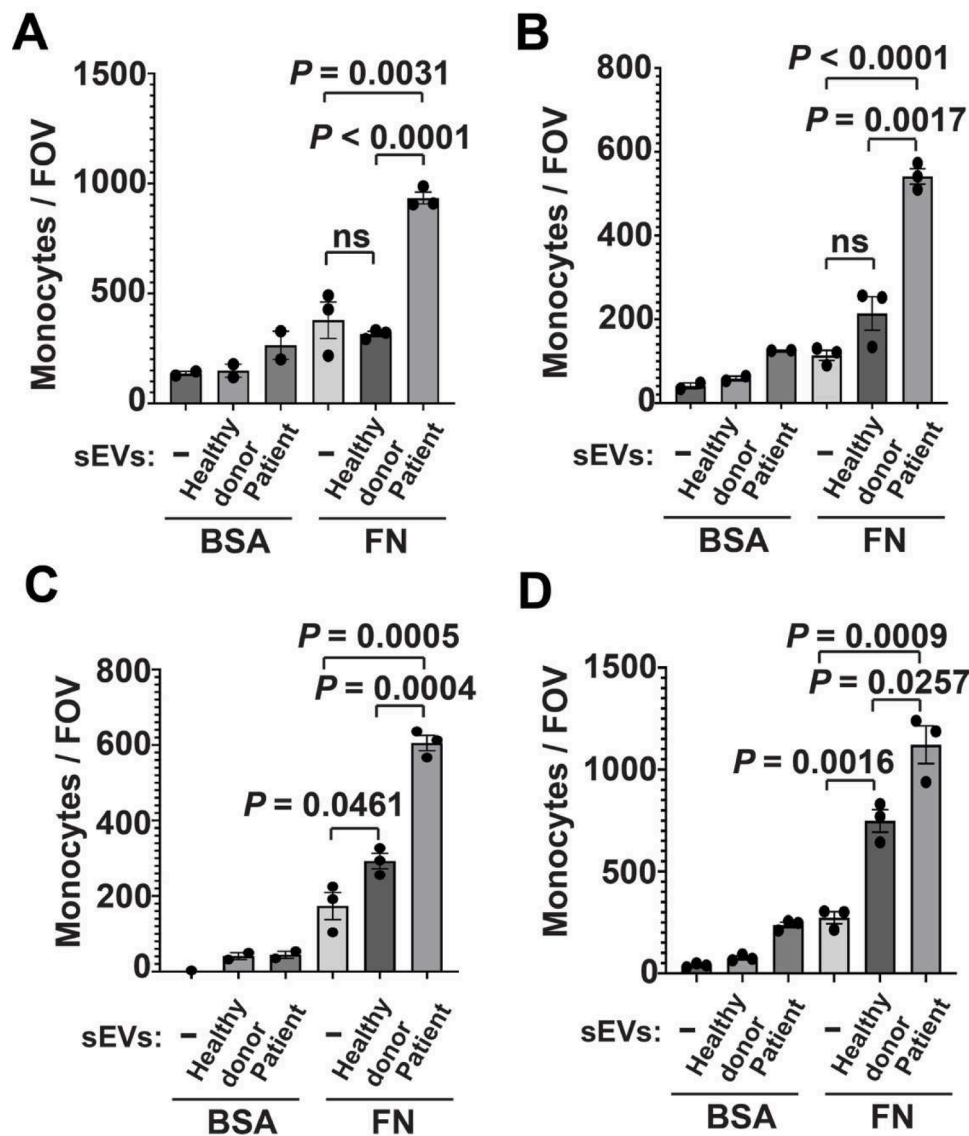 A
Monocytes / FOV
1500
1000
500
0
P = 0.0031
P < 0.0001
ns
sEVs:
–
Healthy
donor
Patient
–
Healthy
donor
Patient
BSA
FN
B
Monocytes / FOV
800
600
400
200
0
P < 0.0001
P = 0.0017
ns
sEVs:
–
Healthy
donor
Patient
–
Healthy
donor
Patient
BSA
FN
C
Monocytes / FOV
800
600
400
200
0
P = 0.0005
P = 0.0004
P = 0.0461
sEVs:
–
Healthy
donor
Patient
–
Healthy
donor
Patient
BSA
FN
D
Monocytes / FOV
1500
1000
500
0
P = 0.0009
P = 0.0257
P = 0.0016
sEVs:
–
Healthy
donor
Patient
–
Healthy
donor
Patient
BSA
FN